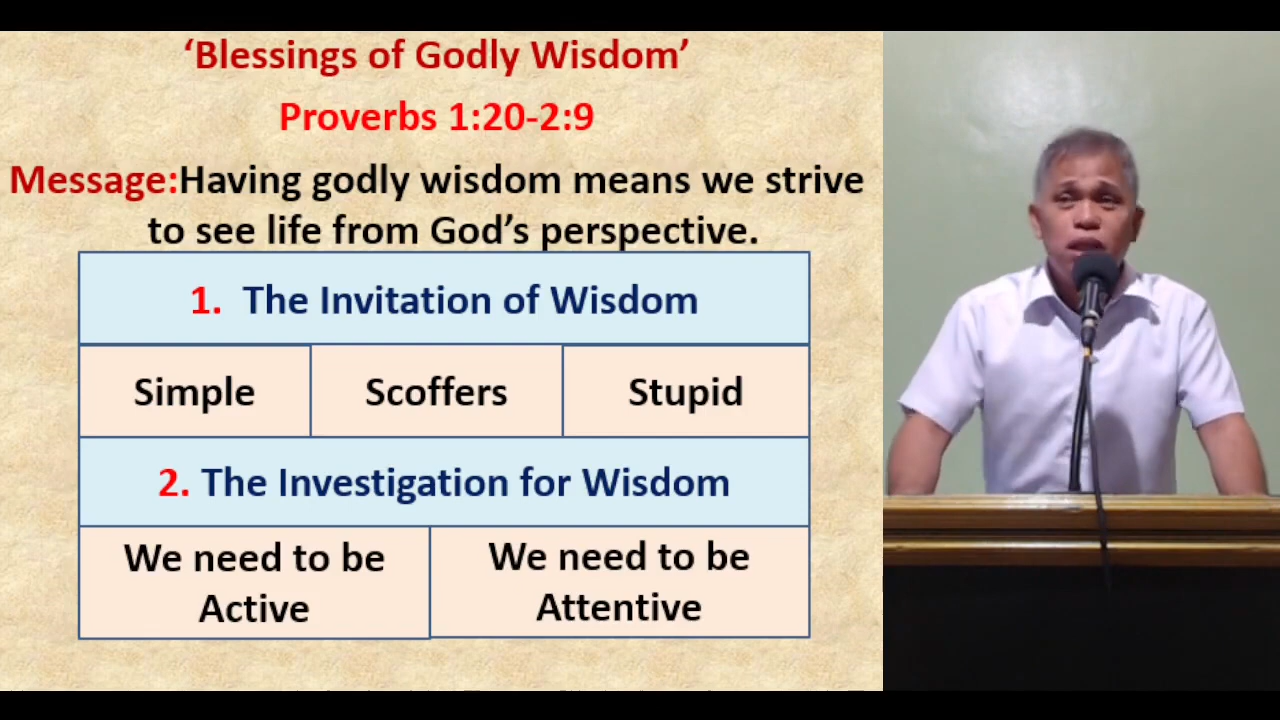 ‘Blessings of Godly Wisdom’
Proverbs 1:20-2:9
Message:Having godly wisdom means we strive
to see life from God’s perspective.
1. The Invitation of Wisdom
Simple
Scoffers
Stupid
2. The Investigation for Wisdom
We need to be
Active
We need to be
Attentive